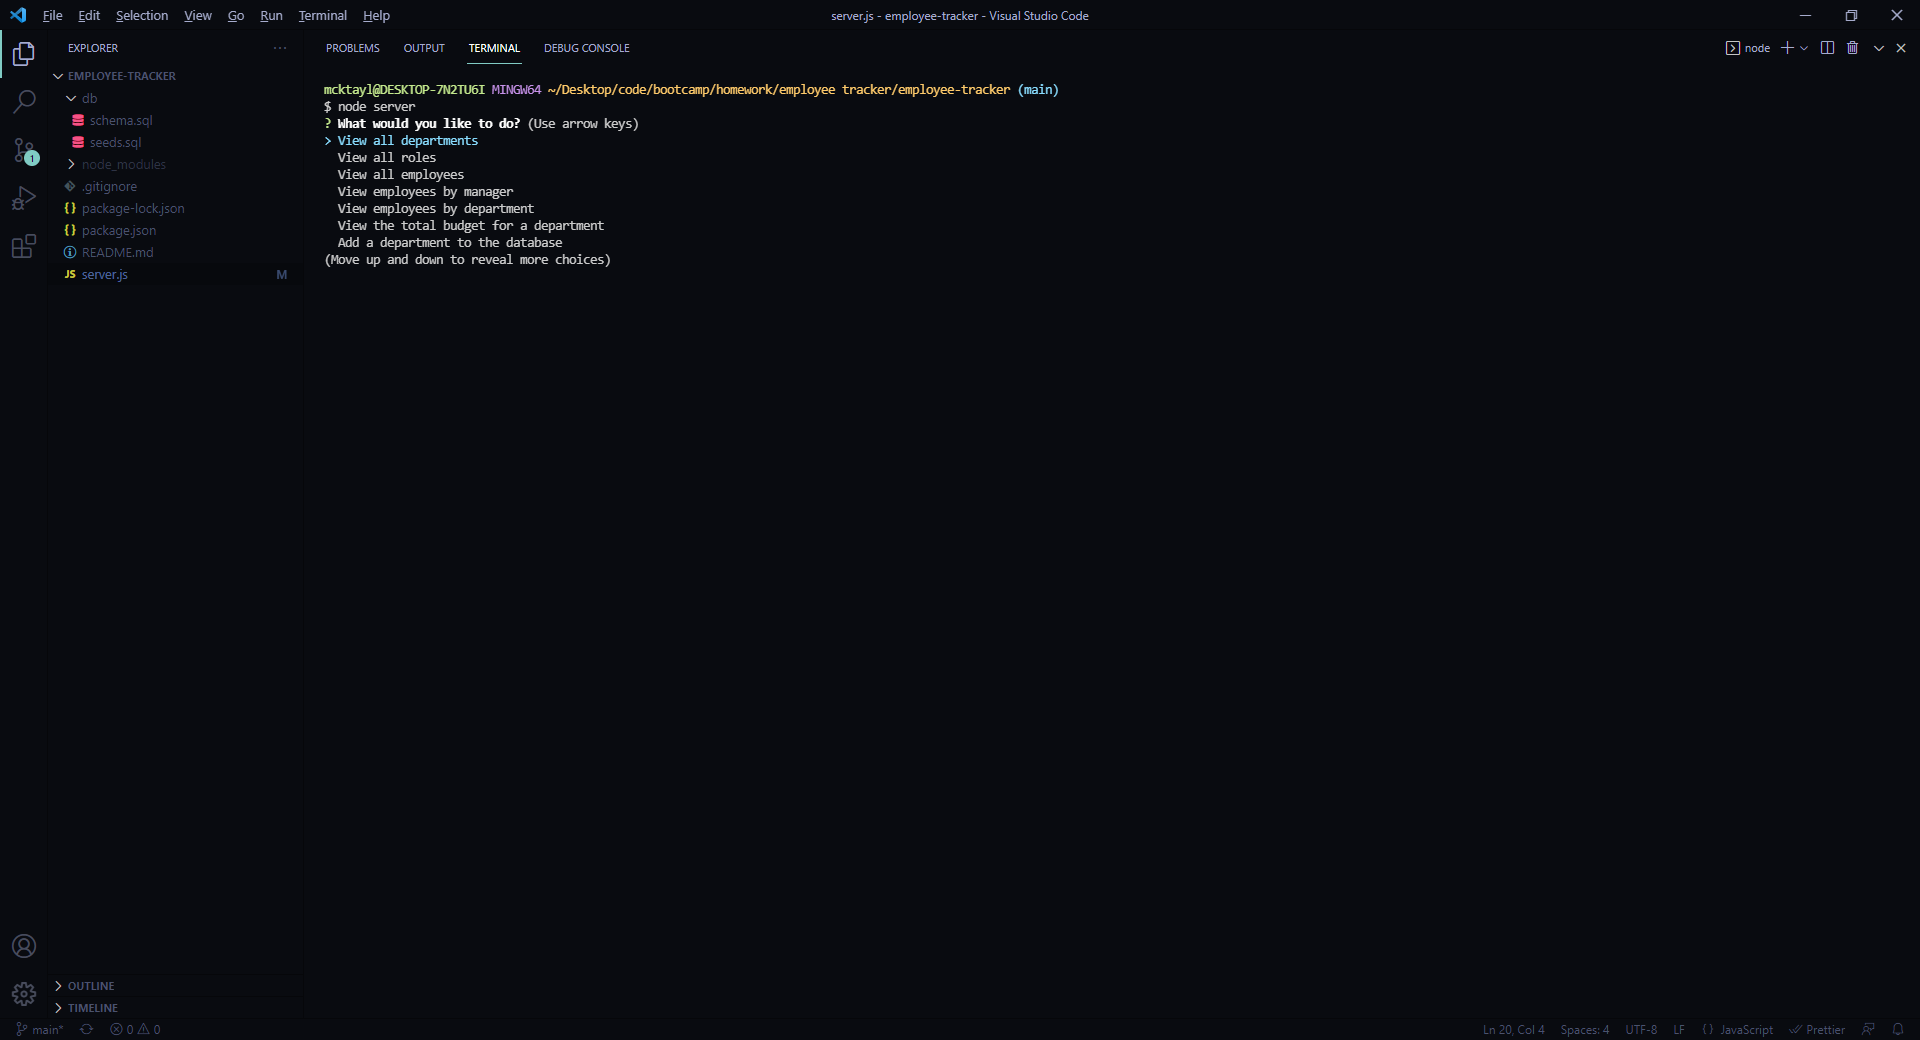 File Edit Selection View Go Run Terminal Help
server.js - employee-tracker - Visual Studio Code
EXPLORER
EMPLOYEE-TRACKER
db
schema.sql
seeds.sql
node_modules
.gitignore
package-lock.json
package.json
README.md
JS server.js M
1
OUTLINE
TIMELINE
PROBLEMS OUTPUT TERMINAL DEBUG CONSOLE
node
mcktayl@DESKTOP-7N2TU6I MINGW64 ~/Desktop/code/bootcamp/homework/employee tracker/employee-tracker (main)
$ node server
? What would you like to do? (Use arrow keys)
> View all departments
View all roles
View all employees
View employees by manager
View employees by department
View the total budget for a department
Add a department to the database
(Move up and down to reveal more choices)
main* 0 0
Ln 20, Col 4 Spaces: 4 UTF-8 LF {} JavaScript Prettier